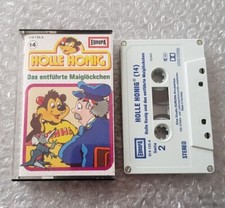 EUROPA
14
HOLLE HONIG
Das entführte Maiglöckchen
EUROPA
HOLLE HONIG® (14)
Holle Honig und das entführte Maiglöckchen
2
STEREO